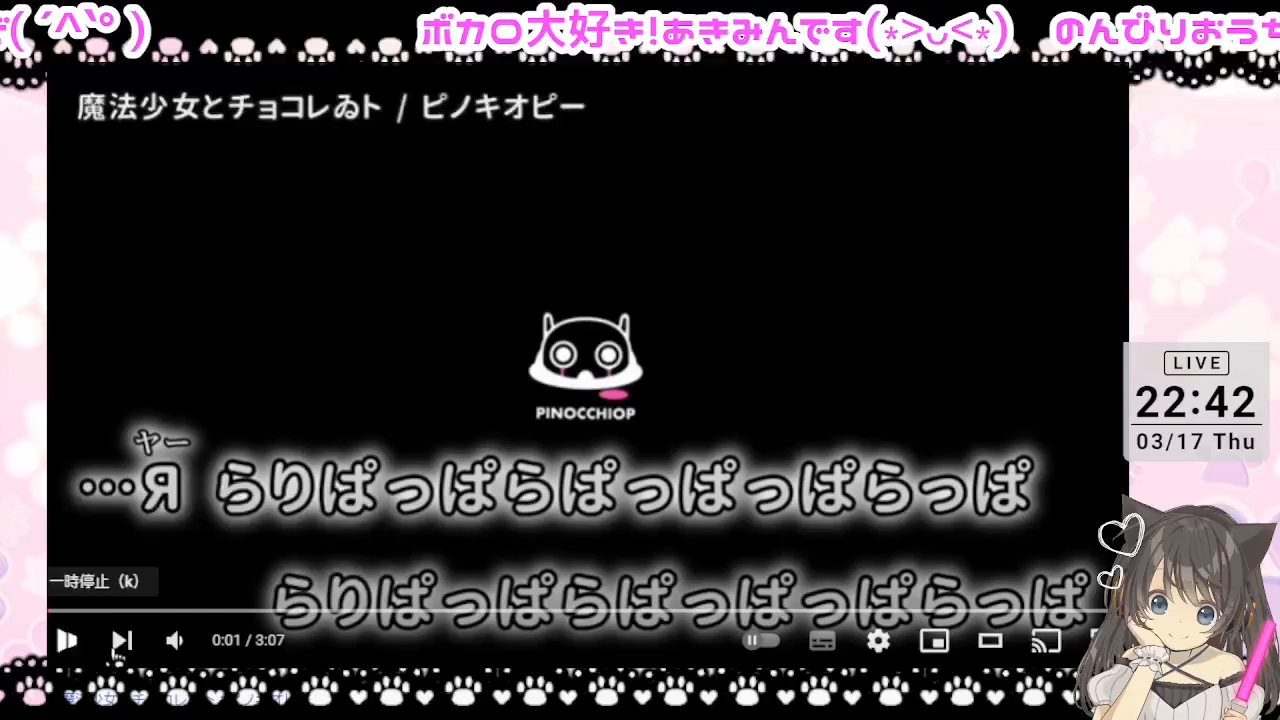 ボカロ大好き!あきみんです(*>ᴗ<*) のんびりおうち
魔法少女とチョコレゐト / ピノキオピー
PINOCCHIOP
ヤー
…Я らりぱっぱらぱっぱっぱらっぱ
らりぱっぱらぱっぱっぱらっぱ
一時停止（k）
0:01 / 3:07
LIVE
22:42
03/17 Thu